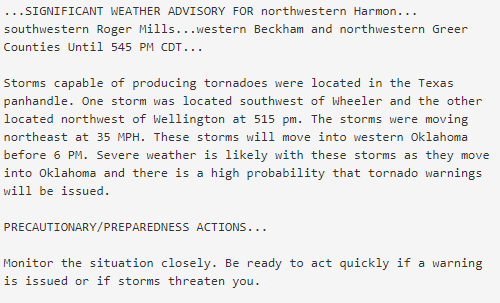 ...SIGNIFICANT WEATHER ADVISORY FOR northwestern Harmon...
southwestern Roger Mills...western Beckham and northwestern Greer
Counties Until 545 PM CDT...
Storms capable of producing tornadoes were located in the Texas
panhandle. One storm was located southwest of Wheeler and the other
located northwest of Wellington at 515 pm. The storms were moving
northeast at 35 MPH. These storms will move into western Oklahoma
before 6 PM. Severe weather is likely with these storms as they move
into Oklahoma and there is a high probability that tornado warnings
will be issued.
PRECAUTIONARY/PREPAREDNESS ACTIONS...
Monitor the situation closely. Be ready to act quickly if a warning
is issued or if storms threaten you.